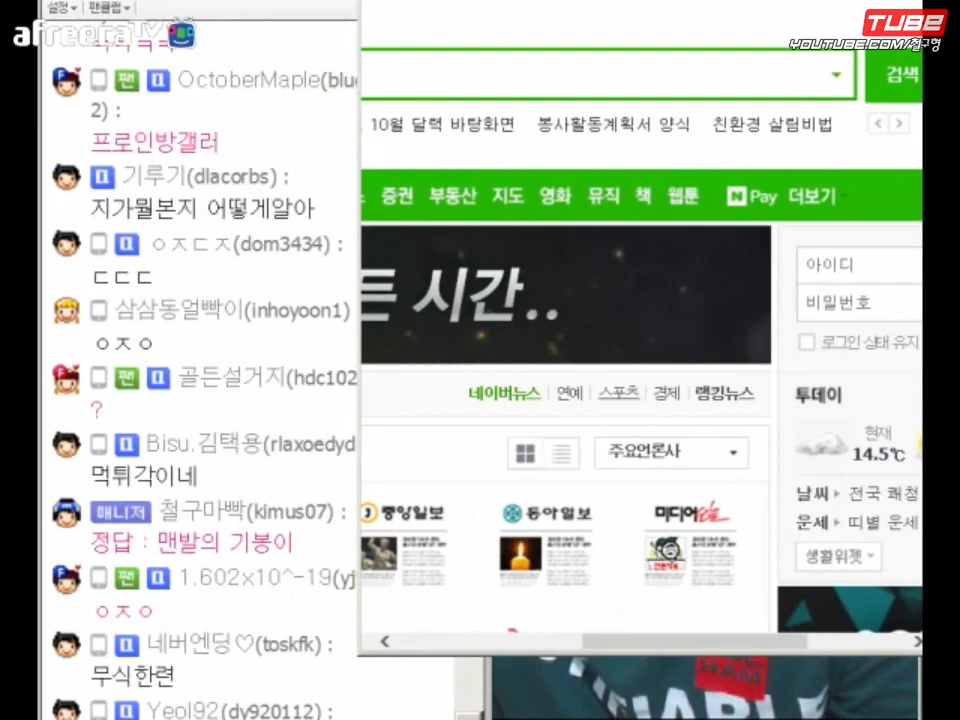 설정 팬클럽
afreecaTV
TUBE
YOUTUBE.COM/철구형
팬 OctoberMaple(blu
2) :
프로인방갤러
기루기(dlacorbs) :
지가뭘본지 어떻게알아
ㅇㅈㄷㅈ(dom3434) :
ㄷㄷㄷ
삼삼동얼빡이(inhoyoon1)
ㅇㅈㅇ
팬 골든설거지(hdc102
?
Bisu.김택용(rlaxoedyd
먹튀각이네
매니저 철구마빡(kimus07) :
정답 : 맨발의 기봉이
팬 1.602x10^-19(yj
ㅇㅈㅇ
네버엔딩♡(toskfk) :
무식한련
Yeol92(dy920112) :
검색
10월 달력 바탕화면 봉사활동계획서 양식 친환경 살림비법
증권 부동산 지도 영화 뮤직 책 웹툰 N Pay 더보기
든 시간..
아이디
비밀번호
로그인 상태 유지
네이버뉴스 연예 스포츠 경제 랭킹뉴스
주요언론사
중앙일보 동아일보 미디어오늘
투데이
현재
14.5℃
날씨 전국 쾌청
운세 띠별 운세
생활위젯